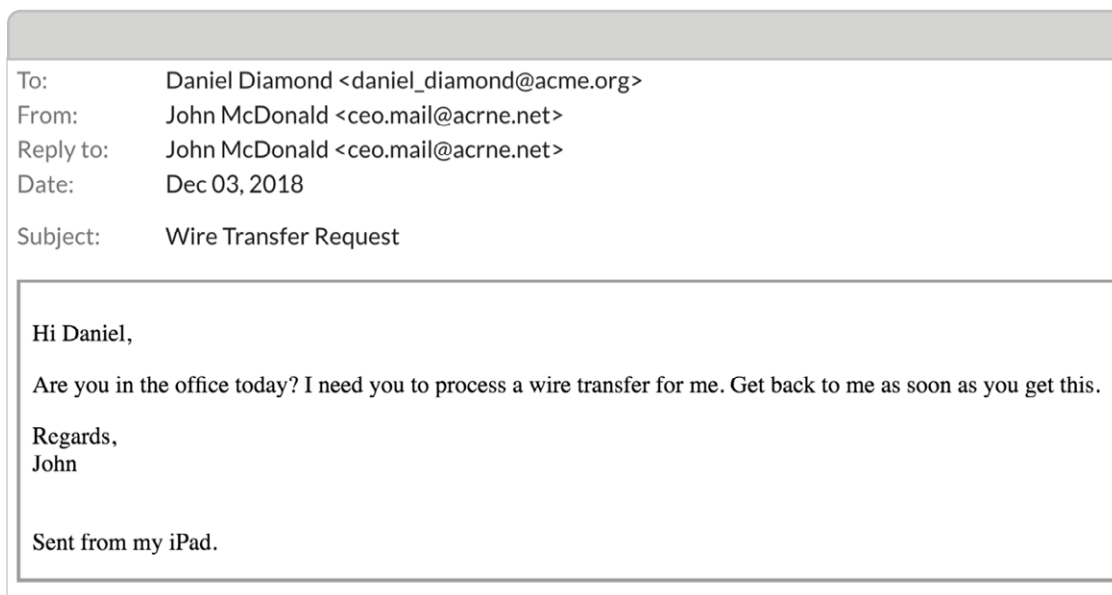 To: Daniel Diamond <daniel_diamond@acme.org>
From: John McDonald <ceo.mail@acrne.net>
Reply to: John McDonald <ceo.mail@acrne.net>
Date: Dec 03, 2018
Subject: Wire Transfer Request
Hi Daniel,
Are you in the office today? I need you to process a wire transfer for me. Get back to me as soon as you get this.
Regards,
John
Sent from my iPad.